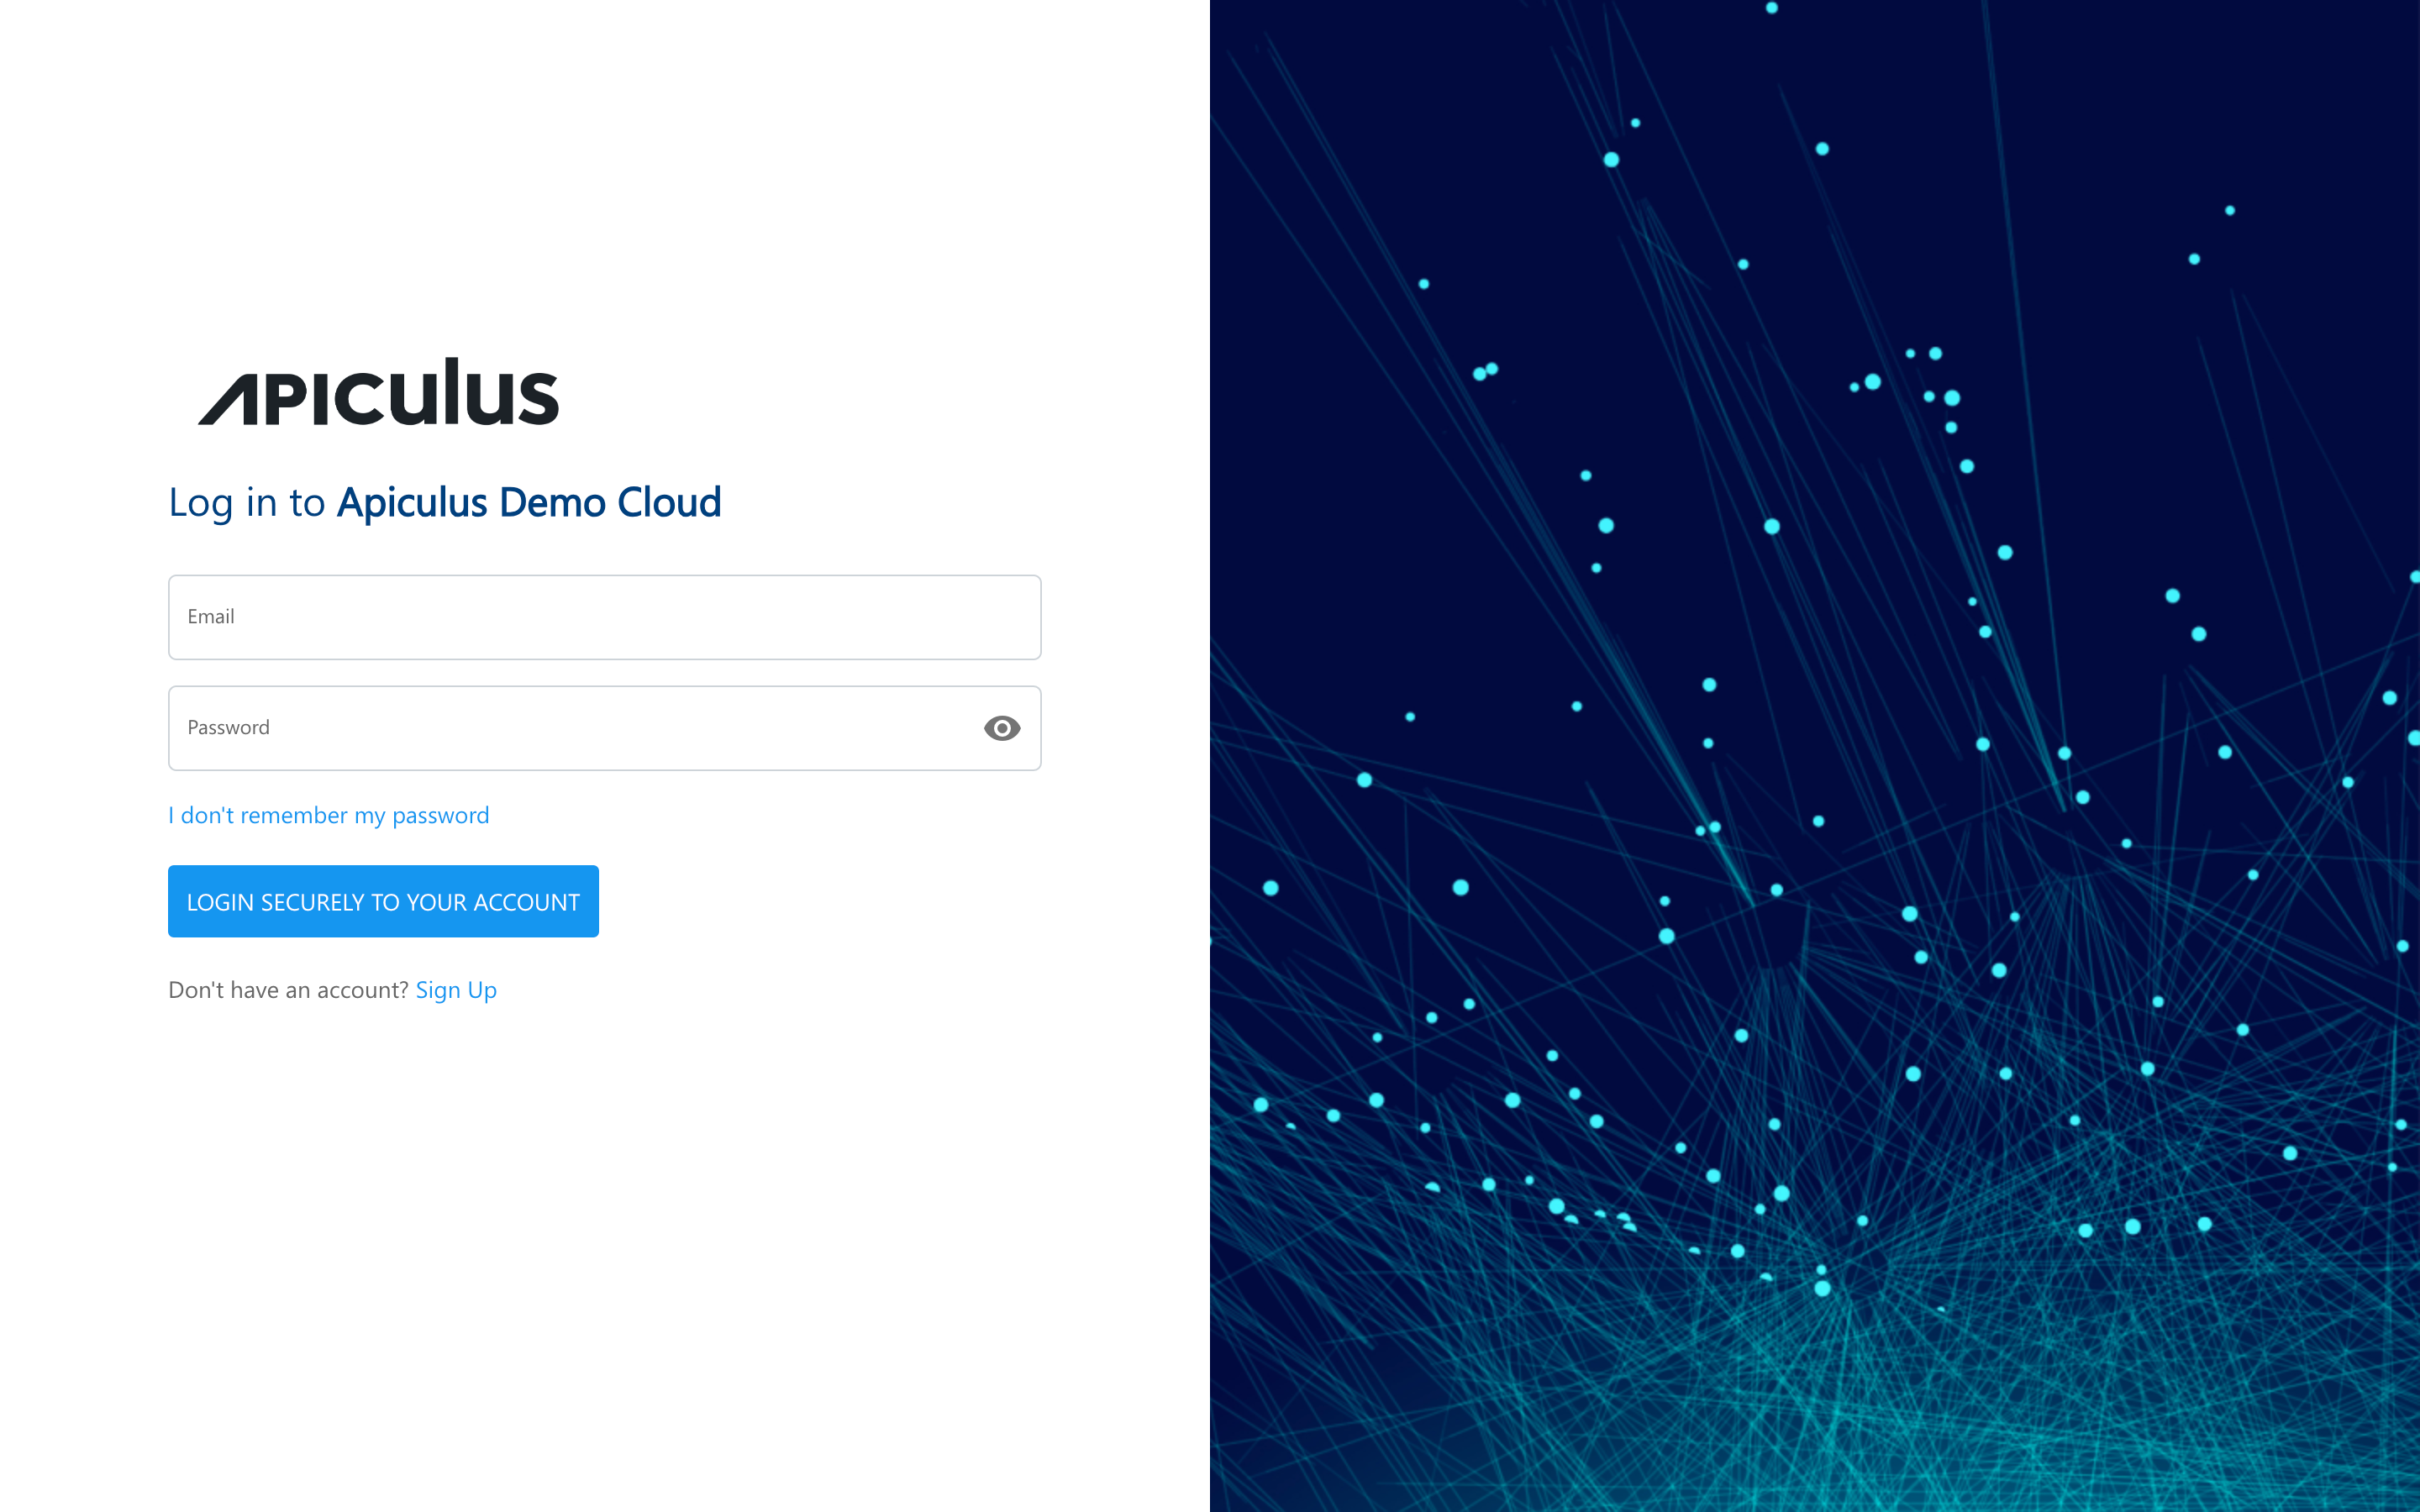 APICULUS
Log in to Apiculus Demo Cloud
Email
Password
I don't remember my password
LOGIN SECURELY TO YOUR ACCOUNT
Don't have an account? Sign Up